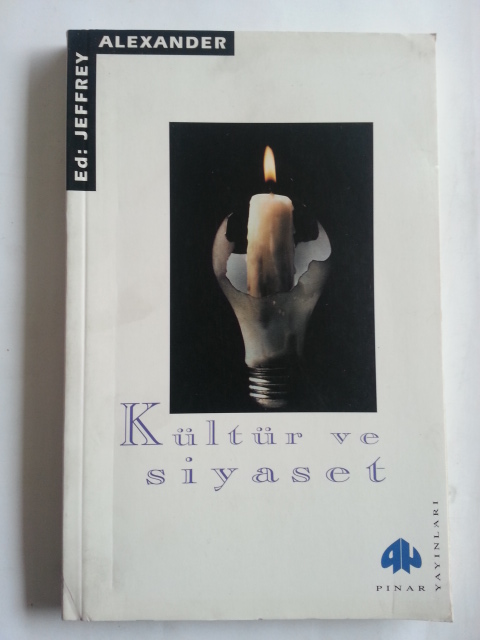 Ed: JEFFREY
ALEXANDER
Kültür ve
siyaset
PINAR
YAYINLARI